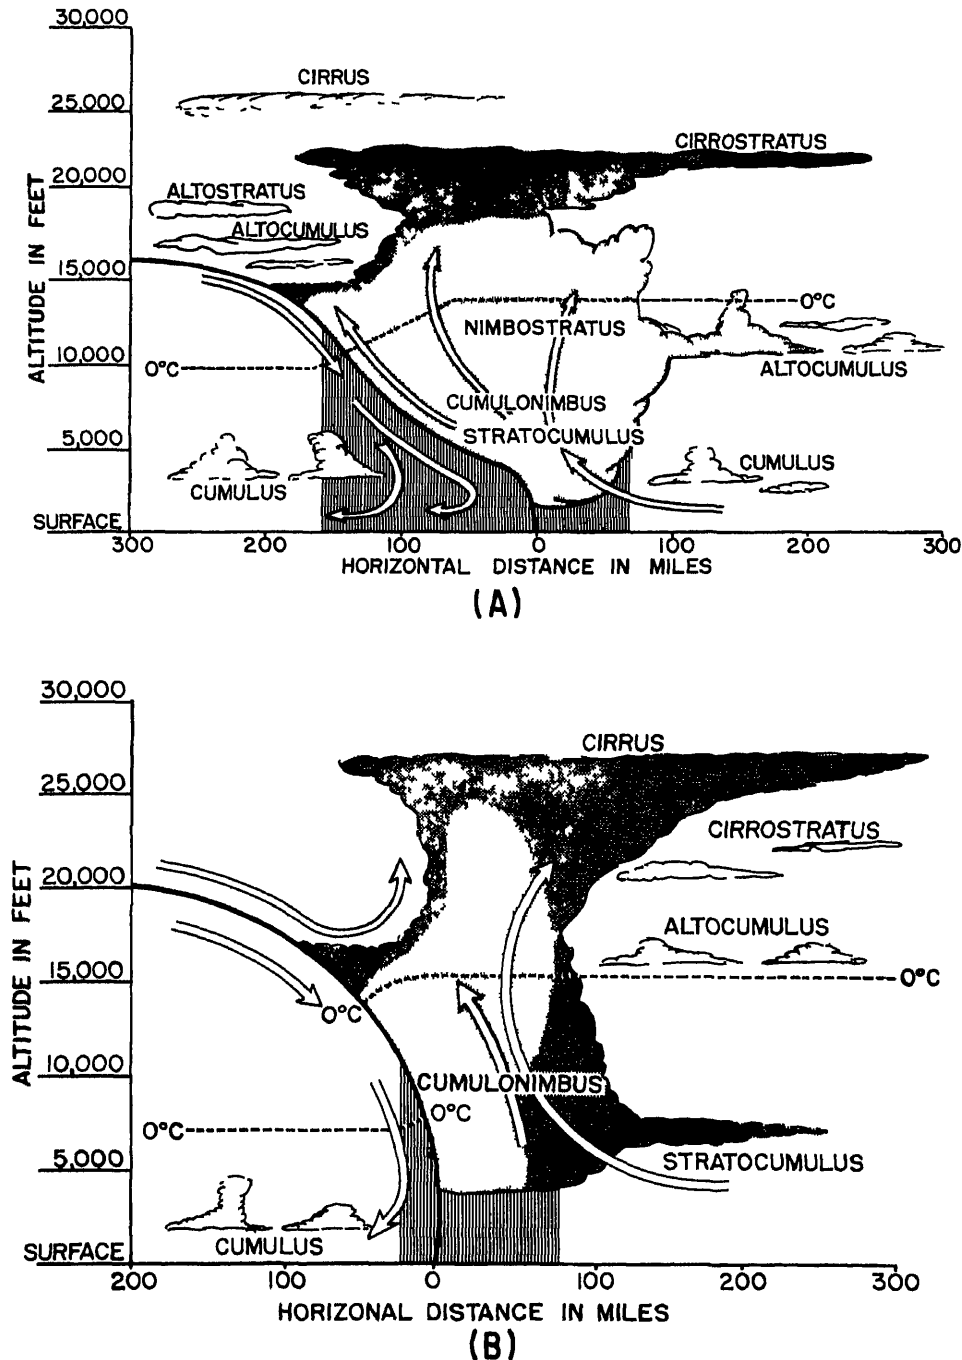 30,000
CIRRUS
25,000
CIRROSTRATUS
20,000
ALTOSTRATUS
ALTOCUMULUS
15,000
0°C
NIMBOSTRATUS
10,000
0°C
ALTOCUMULUS
CUMULONIMBUS
STRATOCUMULUS
5,000
CUMULUS
CUMULUS
SURFACE
ALTITUDE IN FEET
300 200 100 0 100 200 300
HORIZONTAL DISTANCE IN MILES
(A)
30,000
CIRRUS
25,000
CIRROSTRATUS
20,000
ALTOCUMULUS
15,000
0°C
0°C
10,000
CUMULONIMBUS
0°C
0°C
5,000
STRATOCUMULUS
CUMULUS
SURFACE
ALTITUDE IN FEET
200 100 0 100 200 300
HORIZONAL DISTANCE IN MILES
(B)